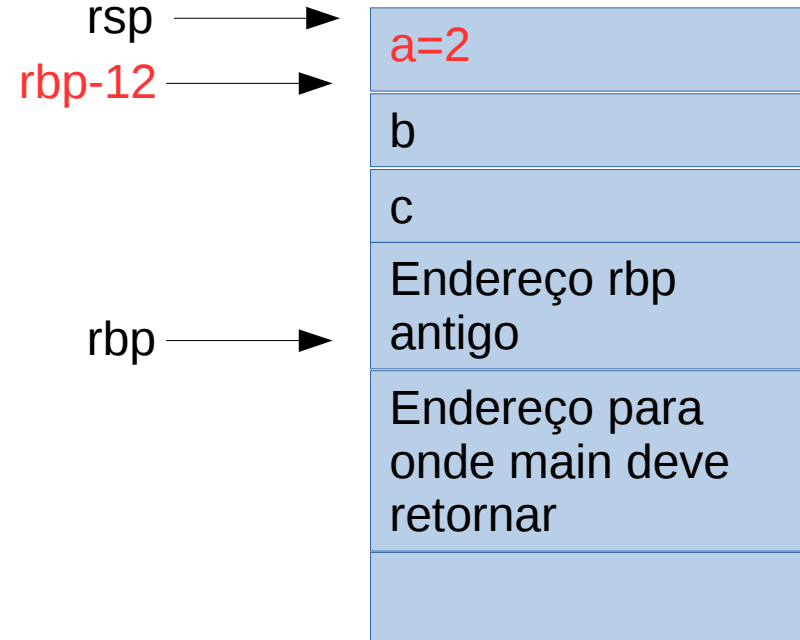 rsp
a=2
rbp-12
b
c
Endereço rbp
antigo
rbp
Endereço para
onde main deve
retornar